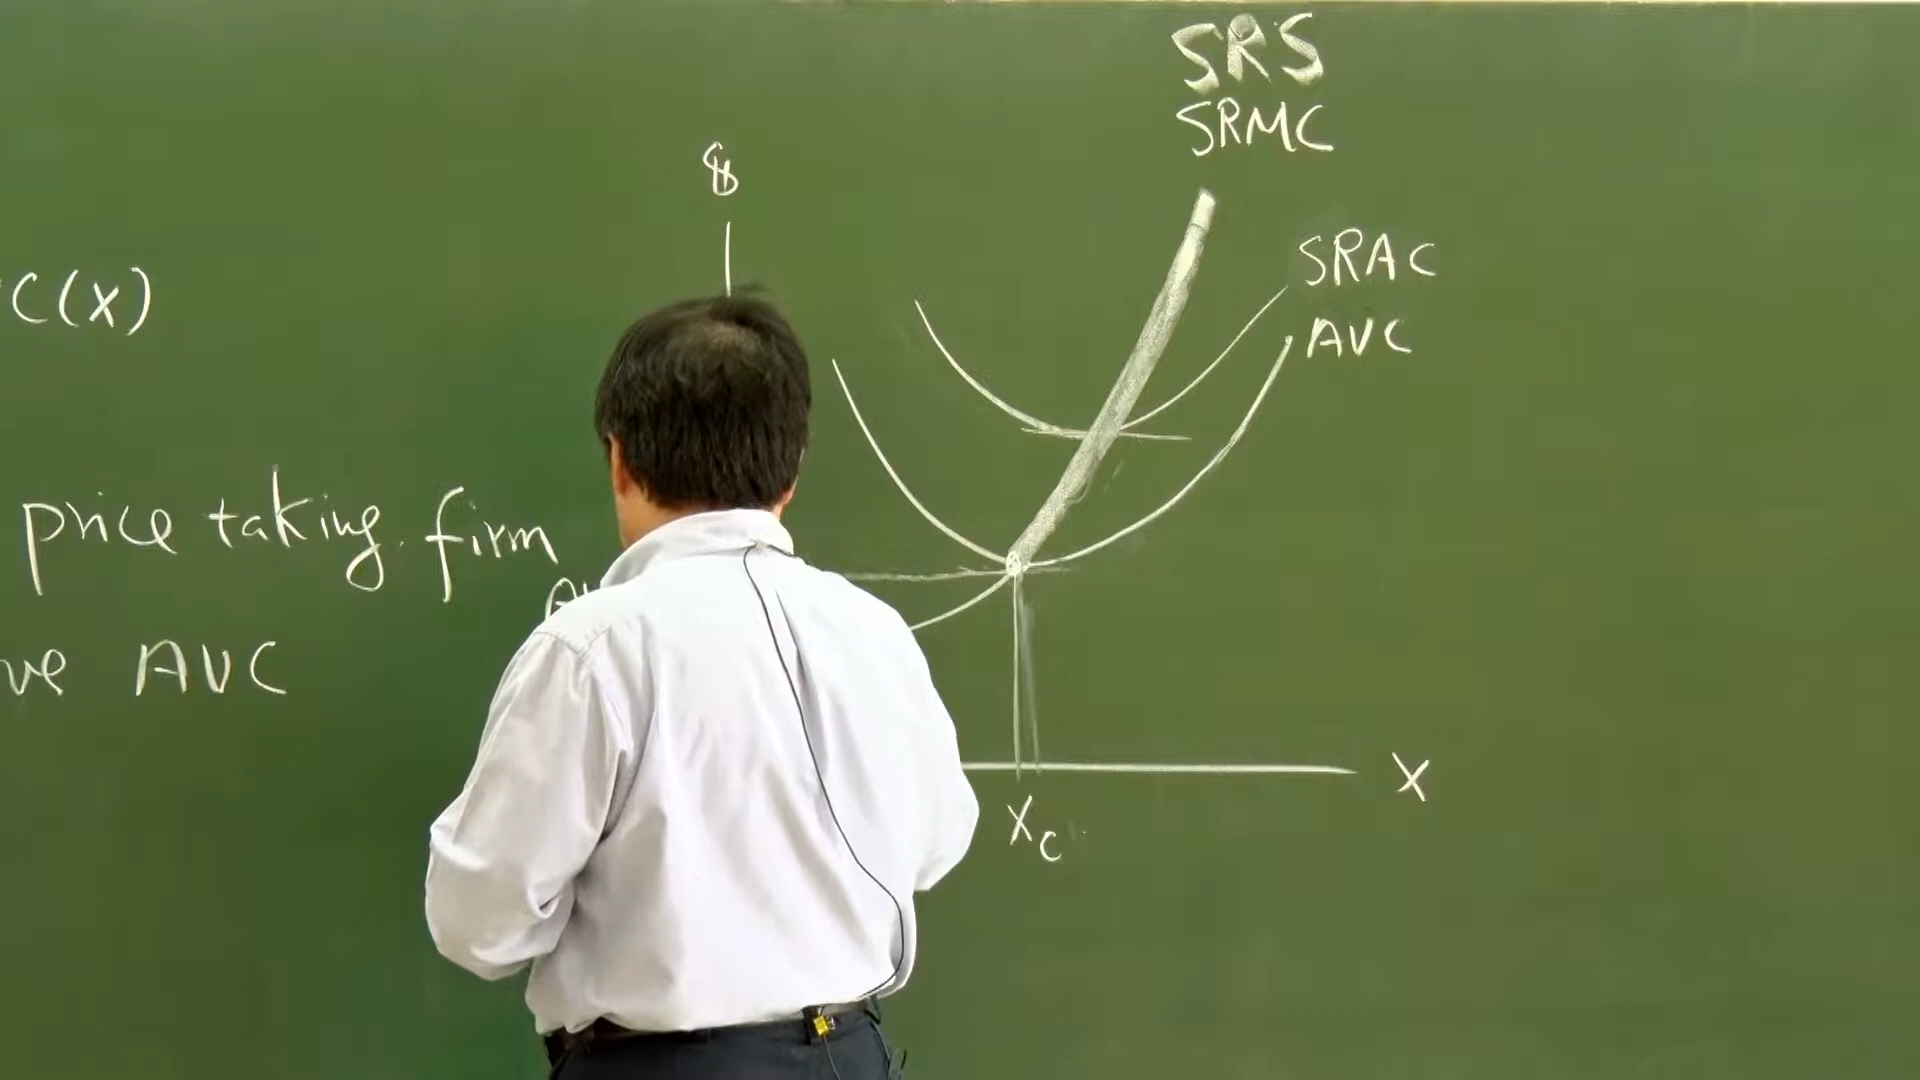 SRS
SRMC
$
SRAC
AVC
C(X)
price taking firm
ve AVC
X
Xc